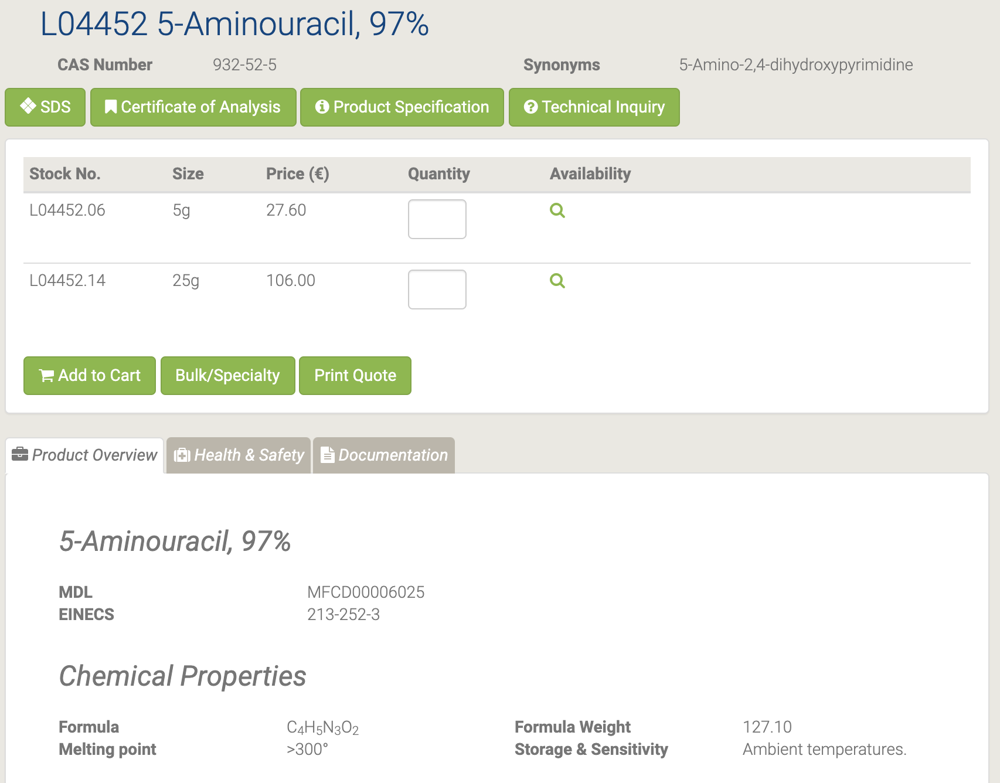 L04452 5-Aminouracil, 97%
CAS Number 932-52-5 Synonyms 5-Amino-2,4-dihydroxypyrimidine
SDS Certificate of Analysis Product Specification Technical Inquiry
Stock No. Size Price (€) Quantity Availability
L04452.06 5g 27.60
L04452.14 25g 106.00
Add to Cart Bulk/Specialty Print Quote
Product Overview Health & Safety Documentation
5-Aminouracil, 97%
MDL MFCD00006025
EINECS 213-252-3
Chemical Properties
Formula C₄H₅N₃O₂ Formula Weight 127.10
Melting point >300° Storage & Sensitivity Ambient temperatures.